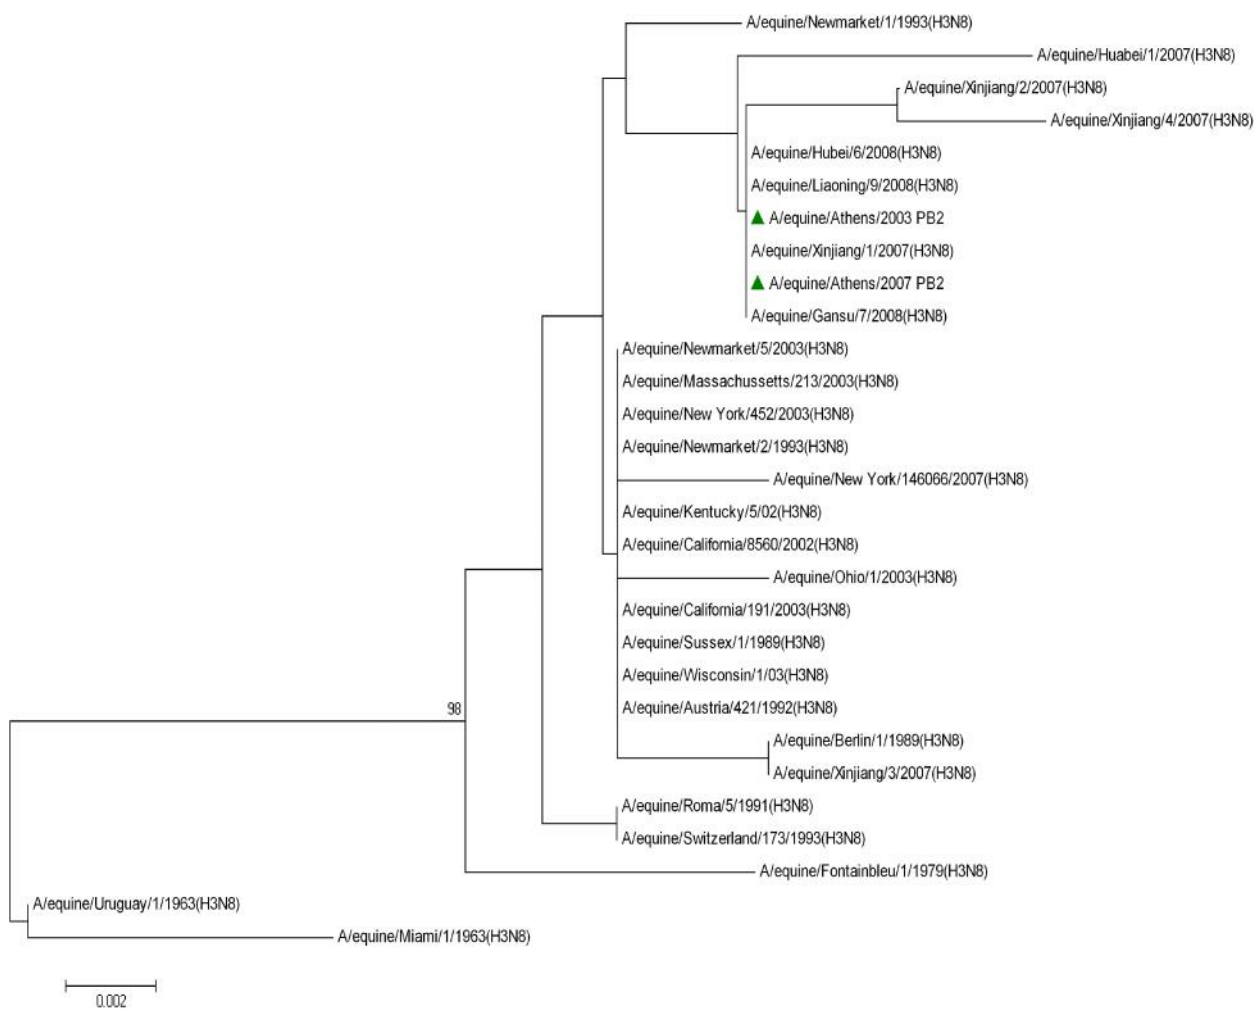 A/equine/Newmarket/1/1993(H3N8)
A/equine/Huabei/1/2007(H3N8)
A/equine/Xinjiang/2/2007(H3N8)
A/equine/Xinjiang/4/2007(H3N8)
A/equine/Hubei/6/2008(H3N8)
A/equine/Liaoning/9/2008(H3N8)
A/equine/Athens/2003 PB2
A/equine/Xinjiang/1/2007(H3N8)
A/equine/Athens/2007 PB2
A/equine/Gansu/7/2008(H3N8)
A/equine/Newmarket/5/2003(H3N8)
A/equine/Massachussetts/213/2003(H3N8)
A/equine/New York/452/2003(H3N8)
A/equine/Newmarket/2/1993(H3N8)
A/equine/New York/146066/2007(H3N8)
A/equine/Kentucky/5/02(H3N8)
A/equine/California/8560/2002(H3N8)
A/equine/Ohio/1/2003(H3N8)
A/equine/California/191/2003(H3N8)
A/equine/Sussex/1/1989(H3N8)
A/equine/Wisconsin/1/03(H3N8)
98
A/equine/Austria/421/1992(H3N8)
A/equine/Berlin/1/1989(H3N8)
A/equine/Xinjiang/3/2007(H3N8)
A/equine/Roma/5/1991(H3N8)
A/equine/Switzerland/173/1993(H3N8)
A/equine/Fontainbleu/1/1979(H3N8)
A/equine/Uruguay/1/1963(H3N8)
A/equine/Miami/1/1963(H3N8)
0.002